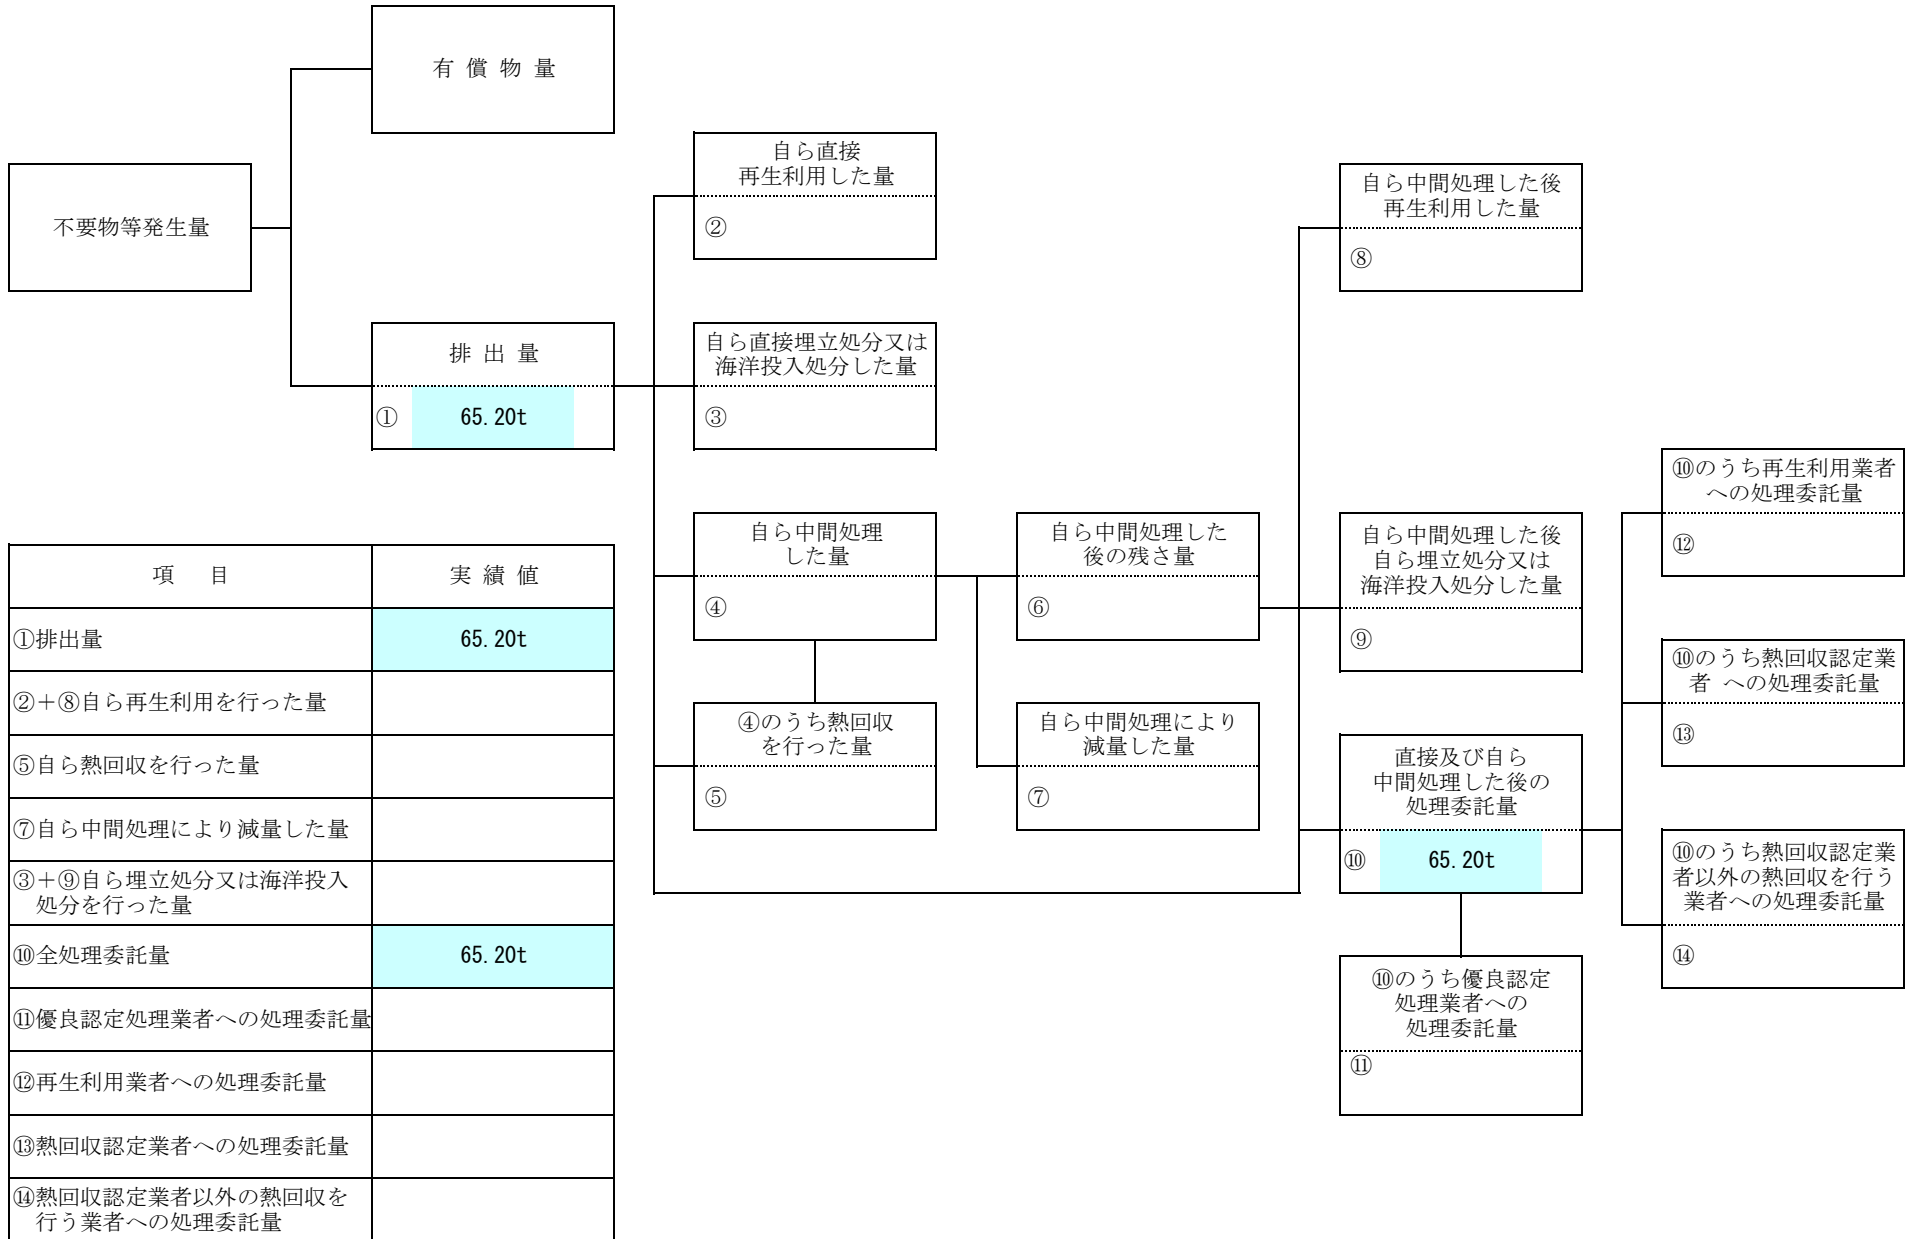 有 償 物 量
不要物等発生量
排 出 量
① 65.20t
自ら直接
再生利用した量
②
自ら直接埋立処分又は
海洋投入処分した量
③
自ら中間処理
した量
④
④のうち熱回収
を行った量
⑤
自ら中間処理した
後の残さ量
⑥
自ら中間処理により
減量した量
⑦
自ら中間処理した後
再生利用した量
⑧
自ら中間処理した後
自ら埋立処分又は
海洋投入処分した量
⑨
直接及び自ら
中間処理した後の
処理委託量
⑩ 65.20t
⑩のうち優良認定
処理業者への
処理委託量
⑪
⑩のうち再生利用業者
への処理委託量
⑫
⑩のうち熱回収認定業
者 への処理委託量
⑬
⑩のうち熱回収認定業
者以外の熱回収を行う
業者への処理委託量
⑭
項 目 実 績 値
①排出量 65.20t
②＋⑧自ら再生利用を行った量
⑤自ら熱回収を行った量
⑦自ら中間処理により減量した量
③＋⑨自ら埋立処分又は海洋投入
処分を行った量
⑩全処理委託量 65.20t
⑪優良認定処理業者への処理委託量
⑫再生利用業者への処理委託量
⑬熱回収認定業者への処理委託量
⑭熱回収認定業者以外の熱回収を
行う業者への処理委託量